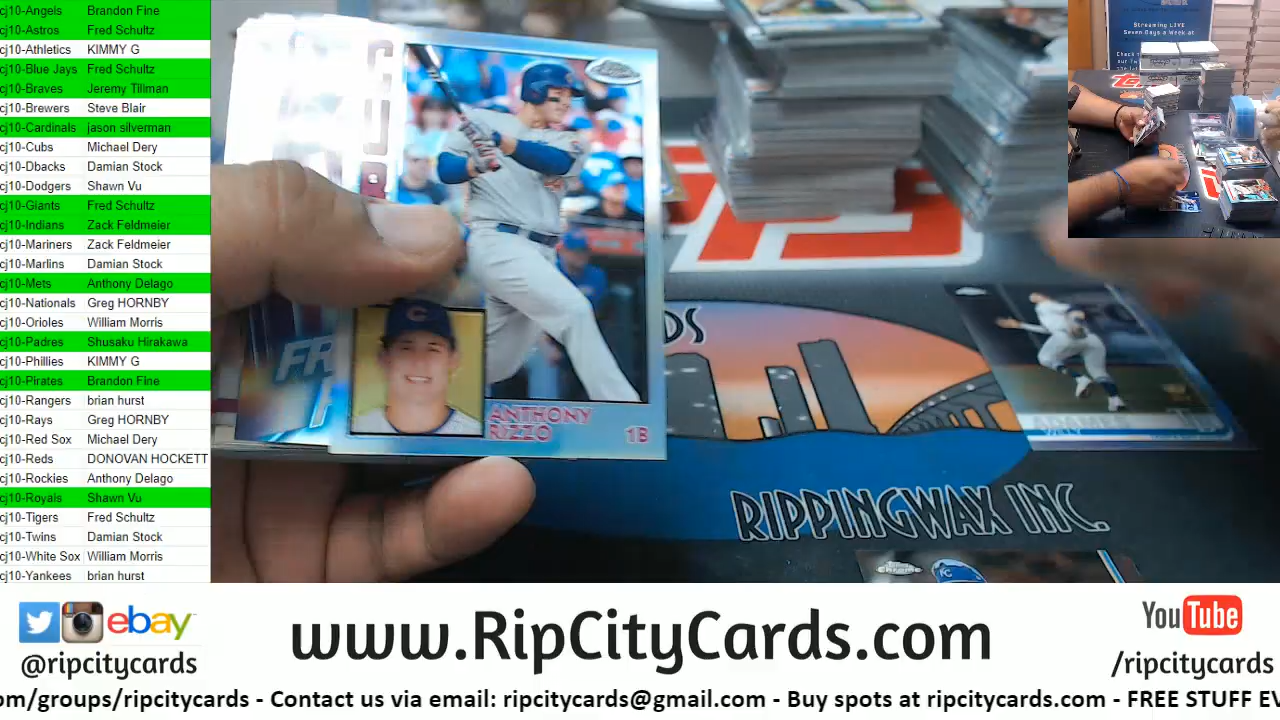 cj10-Angels Brandon Fine
cj10-Astros Fred Schultz
cj10-Athletics KIMMY G
cj10-Blue Jays Fred Schultz
cj10-Braves Jeremy Tillman
cj10-Brewers Steve Blair
cj10-Cardinals jason silverman
cj10-Cubs Michael Dery
cj10-Dbacks Damian Stock
cj10-Dodgers Shawn Vu
cj10-Giants Fred Schultz
cj10-Indians Zack Feldmeier
cj10-Mariners Zack Feldmeier
cj10-Marlins Damian Stock
cj10-Mets Anthony Delago
cj10-Nationals Greg HORNBY
cj10-Orioles William Morris
cj10-Padres Shusaku Hirakawa
cj10-Phillies KIMMY G
cj10-Pirates Brandon Fine
cj10-Rangers brian hurst
cj10-Rays Greg HORNBY
cj10-Red Sox Michael Dery
cj10-Reds DONOVAN HOCKETT
cj10-Rockies Anthony Delago
cj10-Royals Shawn Vu
cj10-Tigers Fred Schultz
cj10-Twins Damian Stock
cj10-White Sox William Morris
cj10-Yankees brian hurst
CUB
C
FR
ANTHONY
RIZZO 1B
DS
RIPPINGWAX INC.
Chrome KC
Streaming LIVE
Seven Days a Week at
Check
ebay
@ripcitycards
www.RipCityCards.com
YouTube
/ripcitycards
om/groups/ripcitycards - Contact us via email: ripcitycards@gmail.com - Buy spots at ripcitycards.com - FREE STUFF EV